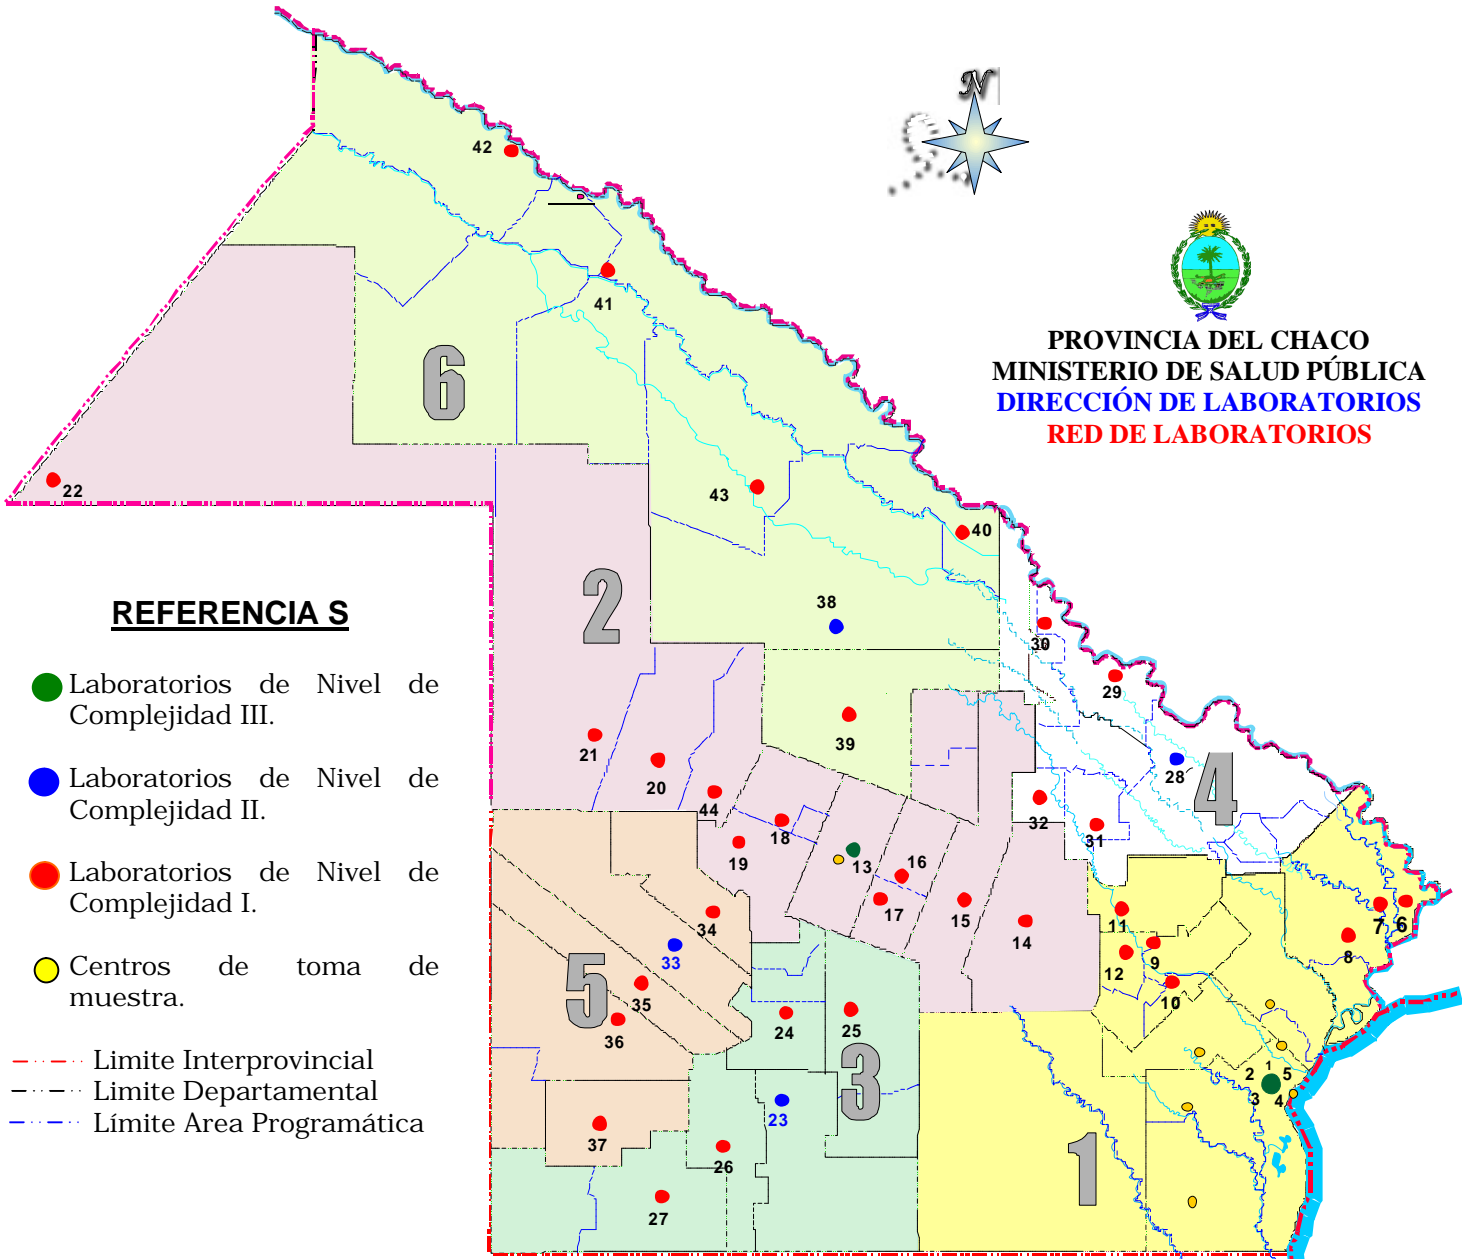 N
PROVINCIA DEL CHACO
MINISTERIO DE SALUD PÚBLICA
DIRECCIÓN DE LABORATORIOS
RED DE LABORATORIOS
42
41
6
22
43
40
2
38
30
29
39
21
20
28
4
44
32
31
18
19
13
16
17
15
14
34
33
11
7
6
12
9
8
10
5
35
36
24
25
3
2
1
5
3
4
23
37
26
27
1
REFERENCIA S
Laboratorios de Nivel de
Complejidad III.
Laboratorios de Nivel de
Complejidad II.
Laboratorios de Nivel de
Complejidad I.
Centros de toma de
muestra.
Limite Interprovincial
Limite Departamental
Límite Area Programática